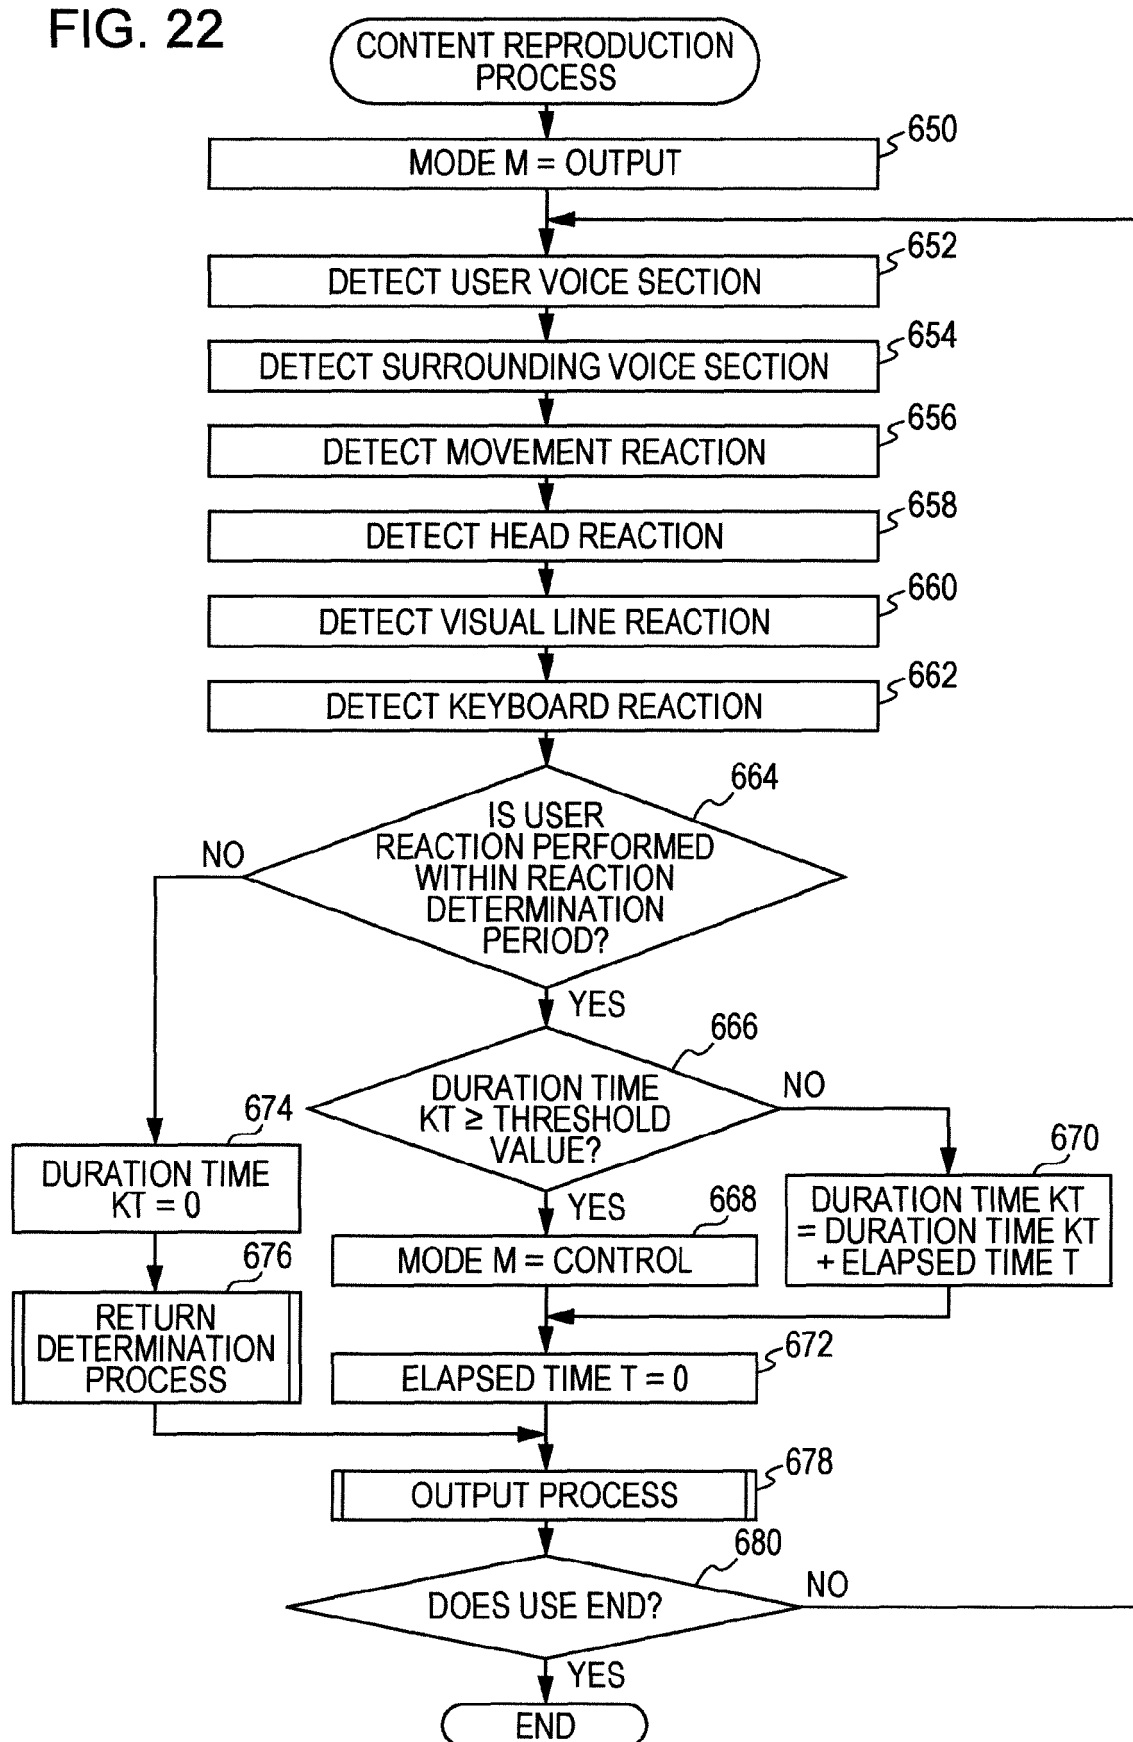 FIG. 22
CONTENT REPRODUCTION
PROCESS
650
MODE M = OUTPUT
652
DETECT USER VOICE SECTION
654
DETECT SURROUNDING VOICE SECTION
656
DETECT MOVEMENT REACTION
658
DETECT HEAD REACTION
660
DETECT VISUAL LINE REACTION
662
DETECT KEYBOARD REACTION
664
IS USER
REACTION PERFORMED
WITHIN REACTION
DETERMINATION
PERIOD?
NO
YES
666
DURATION TIME
KT ≥ THRESHOLD
VALUE?
NO
YES
674
DURATION TIME
KT = 0
668
MODE M = CONTROL
670
DURATION TIME KT
= DURATION TIME KT
+ ELAPSED TIME T
676
RETURN
DETERMINATION
PROCESS
672
ELAPSED TIME T = 0
678
OUTPUT PROCESS
680
DOES USE END?
NO
YES
END